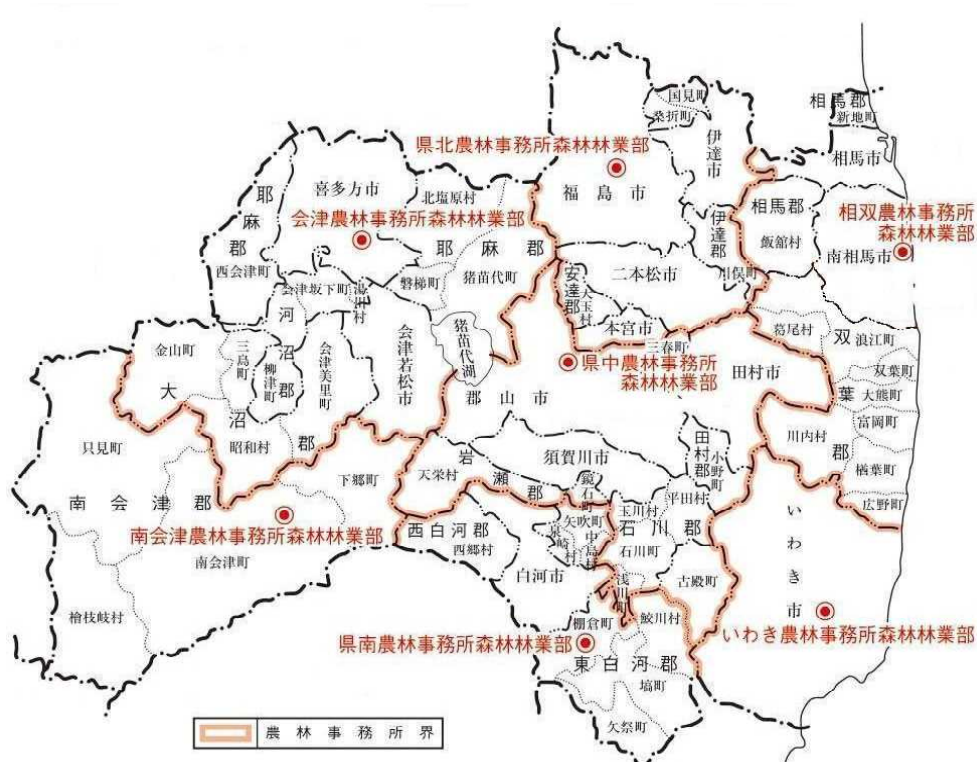 国見町
桑折町
伊達市
相馬郡
新地町
相馬市
県北農林事務所森林林業部
福島市
喜多方市
北塩原村
耶麻郡
会津農林事務所森林林業部
耶麻郡
西会津町
会津坂下町
湯川村
磐梯町
猪苗代町
伊達郡
川俣町
相馬郡
飯舘村
相双農林事務所
森林林業部
南相馬市
二本松市
安達郡
大玉村
本宮市
三春町
葛尾村
双葉郡
浪江町
双葉町
大熊町
富岡町
川内村
楢葉町
広野町
金山町
三島町
柳津町
河沼郡
会津美里町
会津若松市
猪苗代湖
県中農林事務所
森林林業部
郡山市
田村市
大沼郡
昭和村
只見町
南会津郡
下郷町
天栄村
岩瀬郡
須賀川市
鏡石町
田村郡
小野町
平田村
玉川村
石川郡
石川町
南会津農林事務所森林林業部
南会津町
檜枝岐村
西白河郡
西郷村
白河市
泉崎村
矢吹町
中島村
浅川町
古殿町
いわき市
いわき農林事務所森林林業部
棚倉町
鮫川村
県南農林事務所森林林業部
東白河郡
塙町
矢祭町
農林事務所界